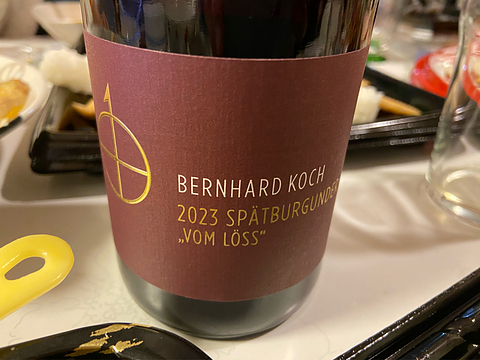 BERNHARD KOCH
2023 SPÄTBURGUNDER
„VOM LÖSS“